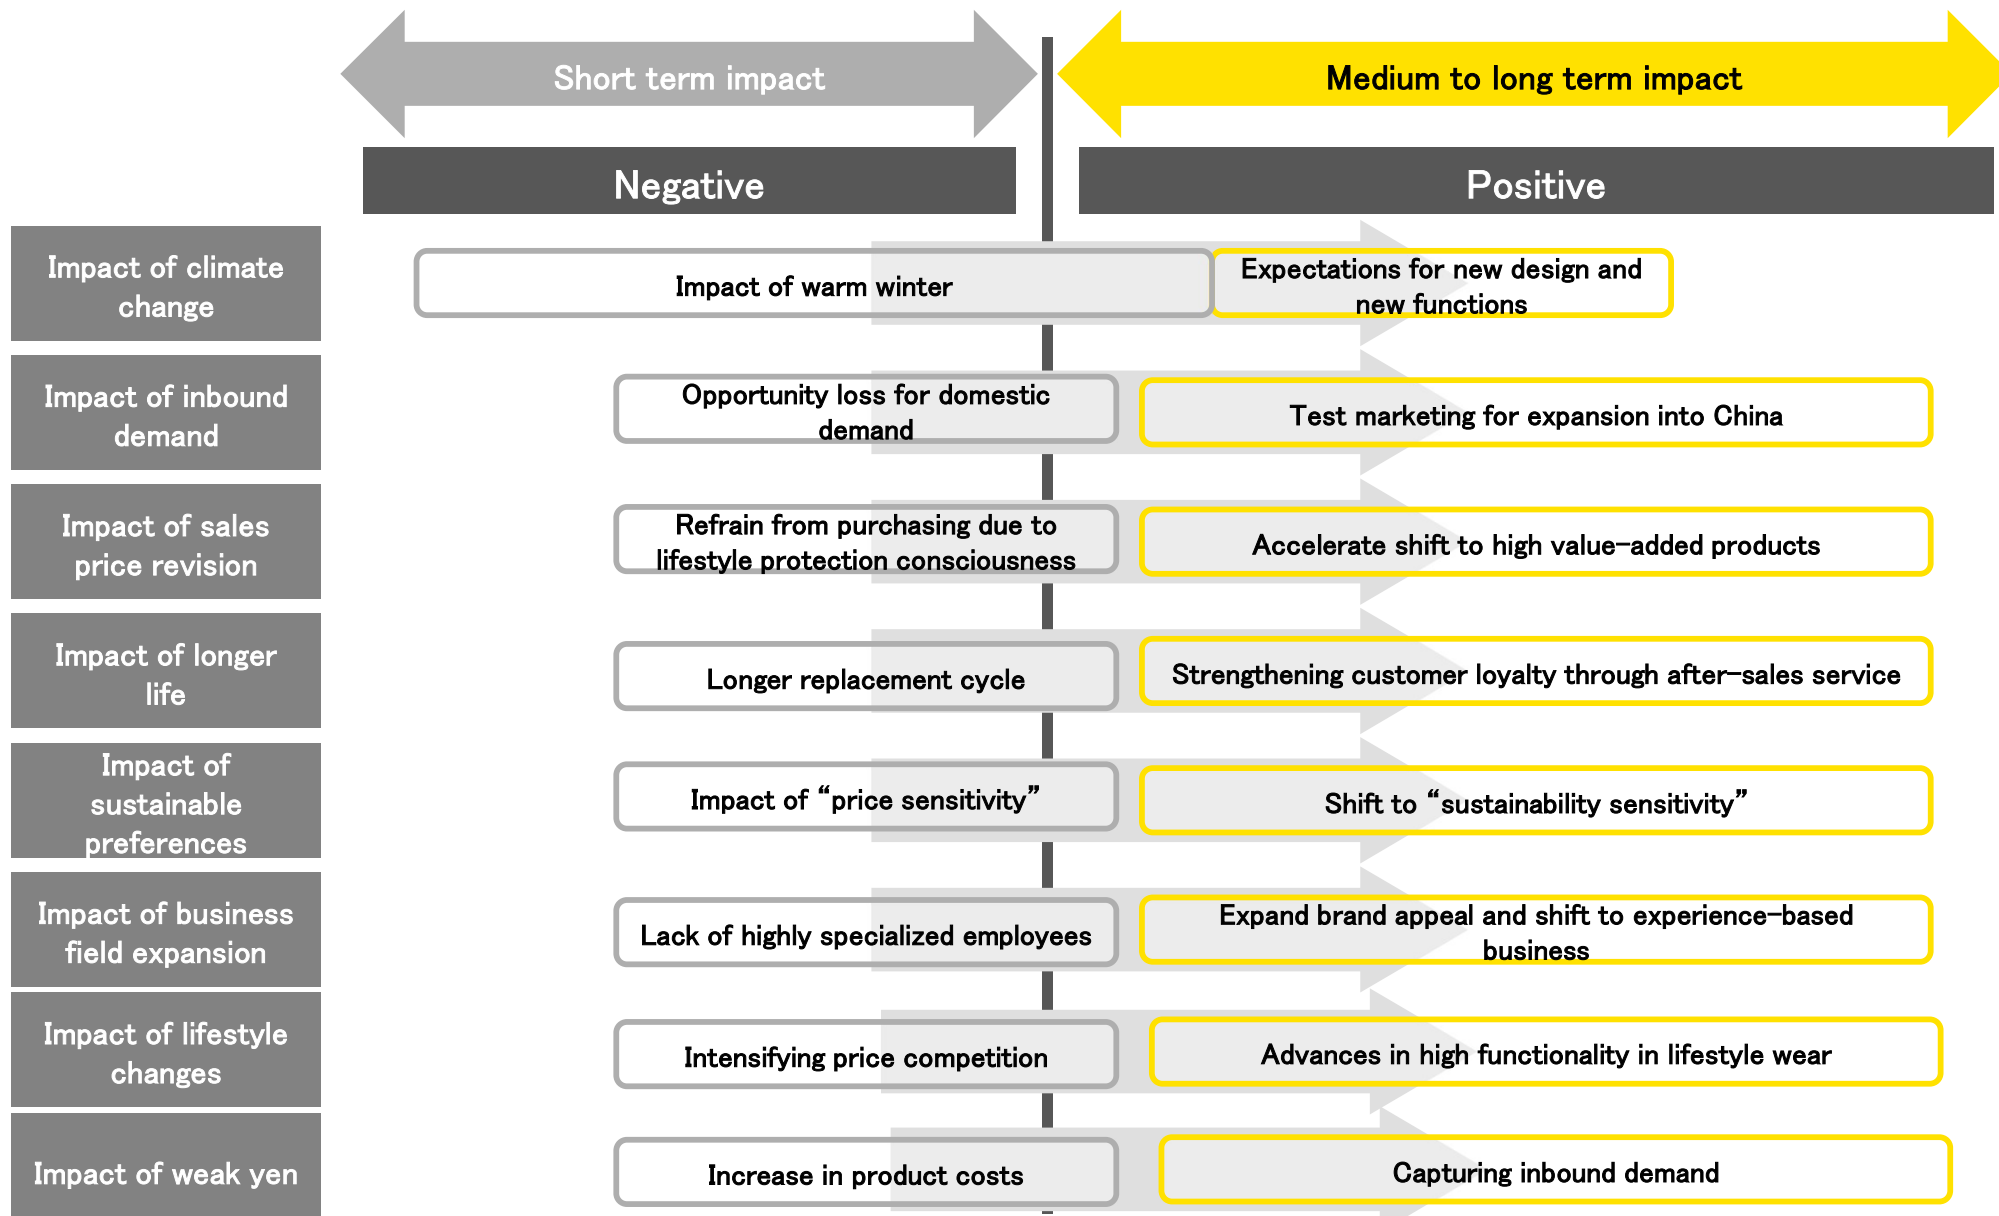 Short term impact
Medium to long term impact
Negative
Positive
Impact of climate
change
Impact of warm winter
Expectations for new design and
new functions
Impact of inbound
demand
Opportunity loss for domestic
demand
Test marketing for expansion into China
Impact of sales
price revision
Refrain from purchasing due to
lifestyle protection consciousness
Accelerate shift to high value-added products
Impact of longer
life
Longer replacement cycle
Strengthening customer loyalty through after-sales service
Impact of
sustainable
preferences
Impact of “price sensitivity”
Shift to “sustainability sensitivity”
Impact of business
field expansion
Lack of highly specialized employees
Expand brand appeal and shift to experience-based
business
Impact of lifestyle
changes
Intensifying price competition
Advances in high functionality in lifestyle wear
Impact of weak yen
Increase in product costs
Capturing inbound demand